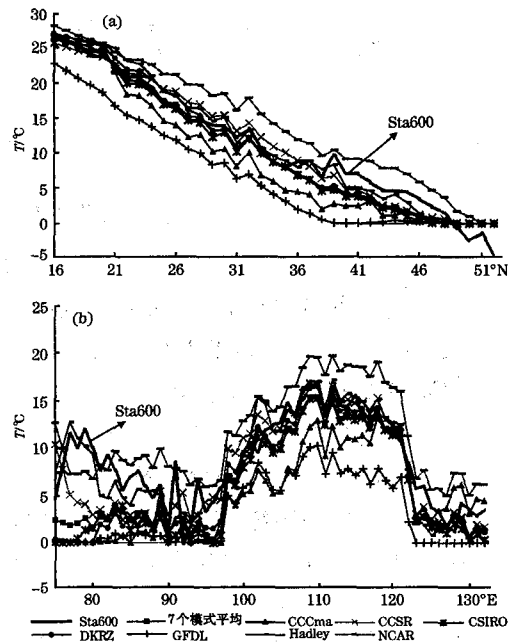 (a)
T/℃
30
25
20
15
10
5
0
-5
Sta600
16
21
26
31
36
41
46
51°N
(b)
T/℃
25
20
15
10
5
0
-5
Sta600
80
90
100
110
120
130°E
Sta600
7个模式平均
CCCma
CCSR
CSIRO
DKRZ
GFDL
Hadley
NCAR